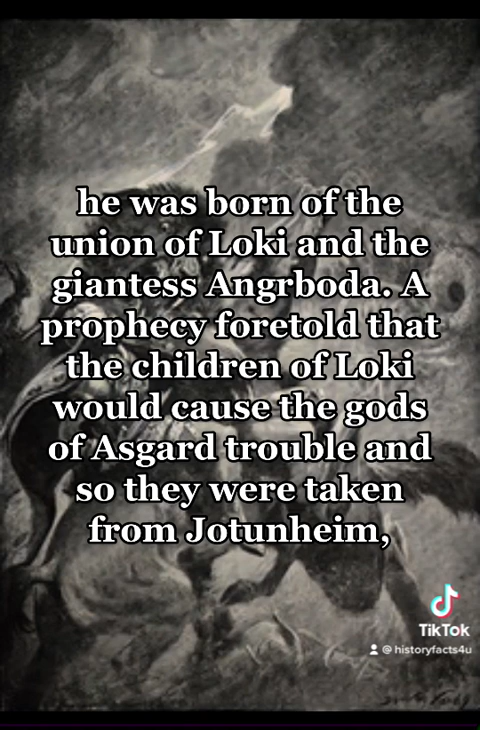 he was born of the
union of Loki and the
giantess Angrboda. A
prophecy foretold that
the children of Loki
would cause the gods
of Asgard trouble and
so they were taken
from Jotunheim,
TikTok
@ historyfacts4u